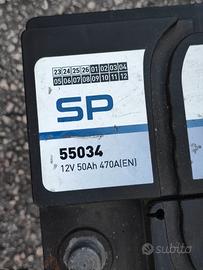 23 24 25 26 01 02 03 04
05 06 07 08 09 10 11 12
SP
55034
12V 50Ah 470A(EN)
subito